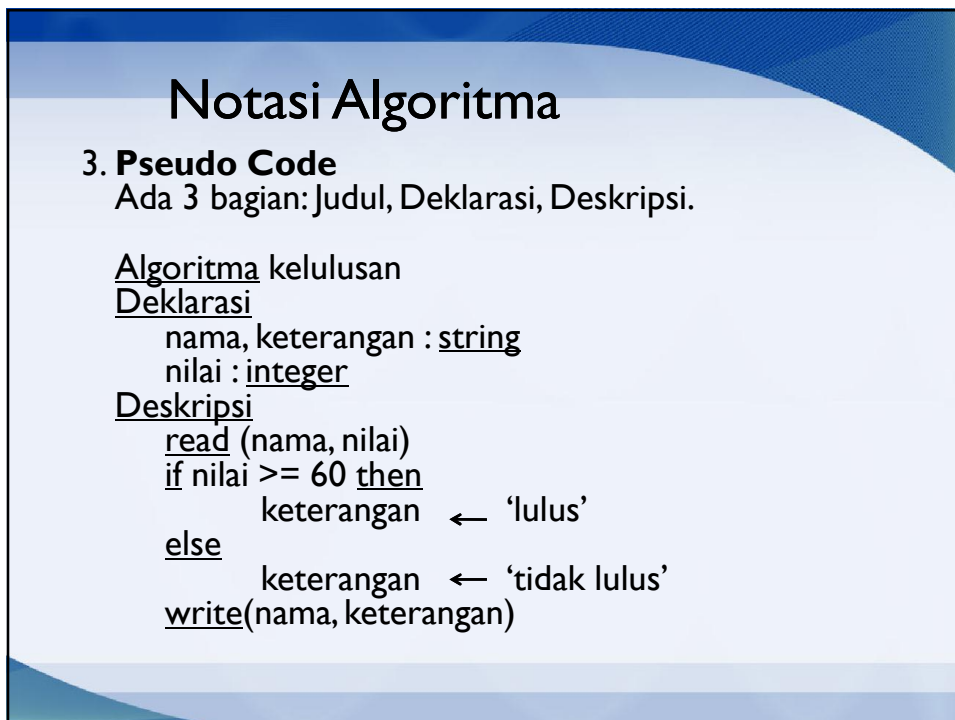 Notasi Algoritma
3. Pseudo Code
Ada 3 bagian: Judul, Deklarasi, Deskripsi.
Algoritma kelulusan
Deklarasi
nama, keterangan : string
nilai : integer
Deskripsi
read (nama, nilai)
if nilai >= 60 then
keterangan ← ‘lulus’
else
keterangan ← ‘tidak lulus’
write(nama, keterangan)